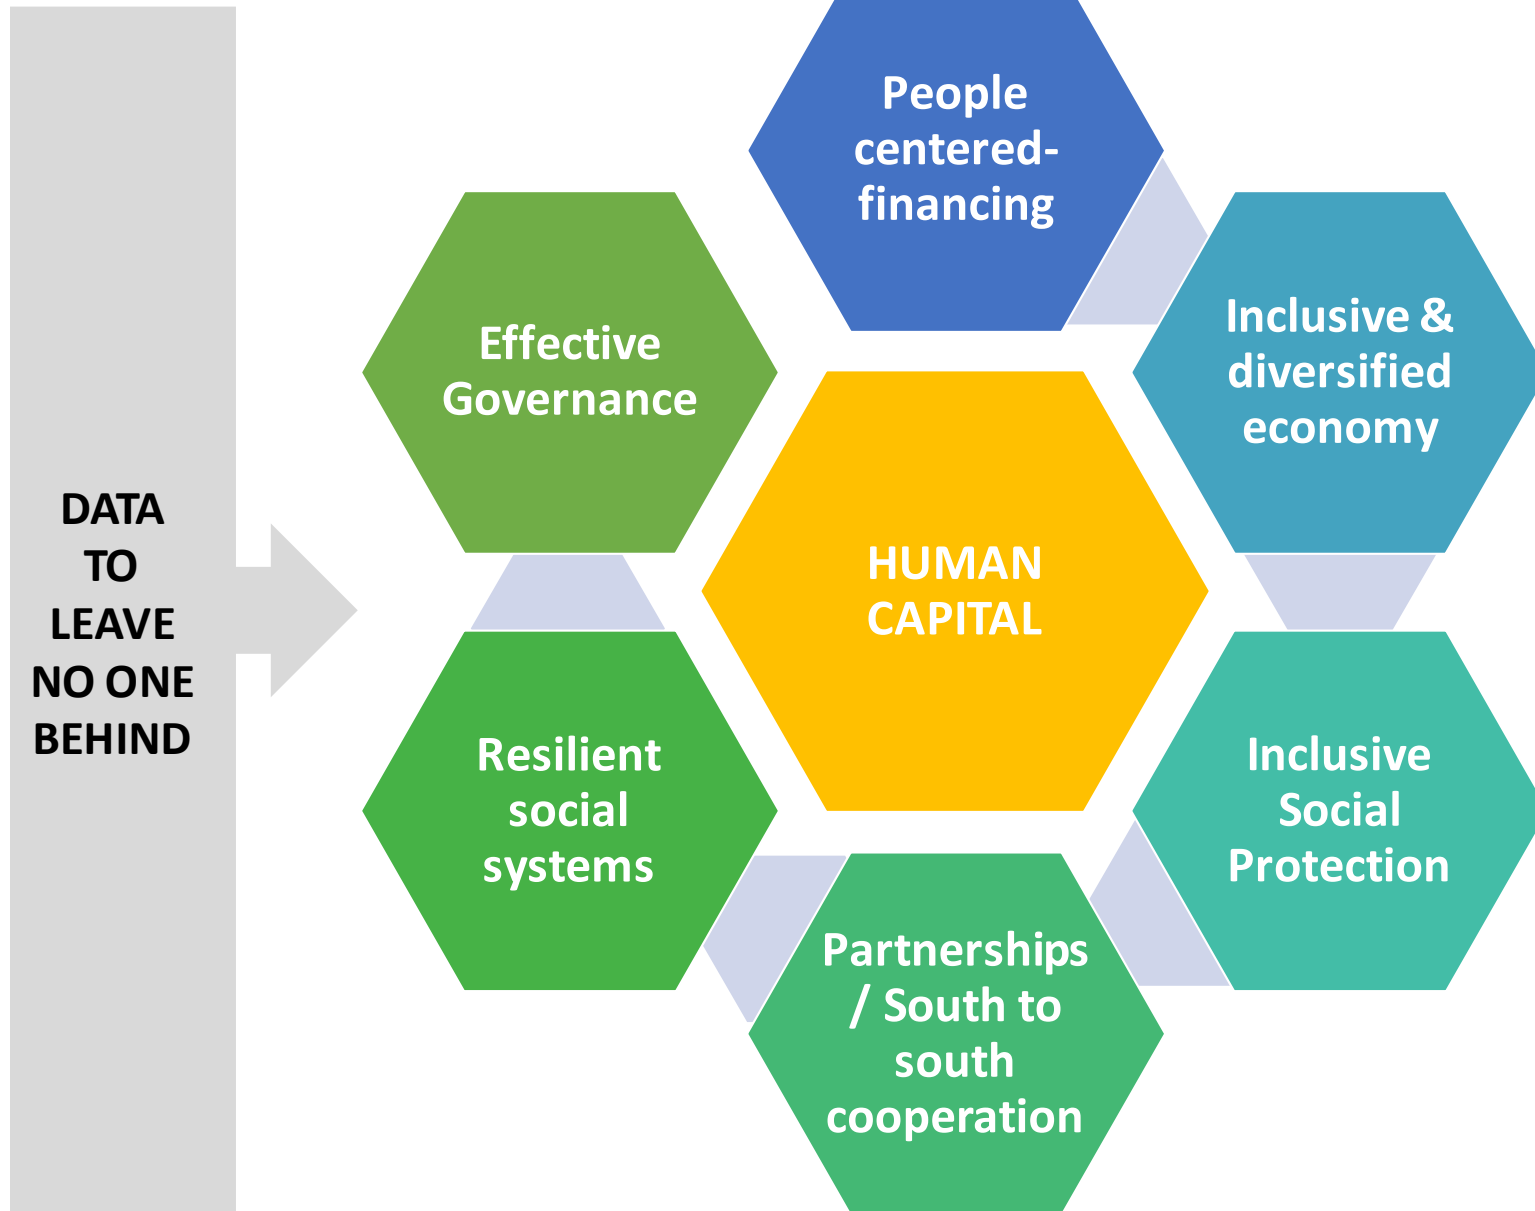 DATA
TO
LEAVE
NO ONE
BEHIND
People
centered-
financing
Inclusive &
diversified
economy
Inclusive
Social
Protection
Partnerships
/ South to
south
cooperation
Resilient
social
systems
Effective
Governance
HUMAN
CAPITAL